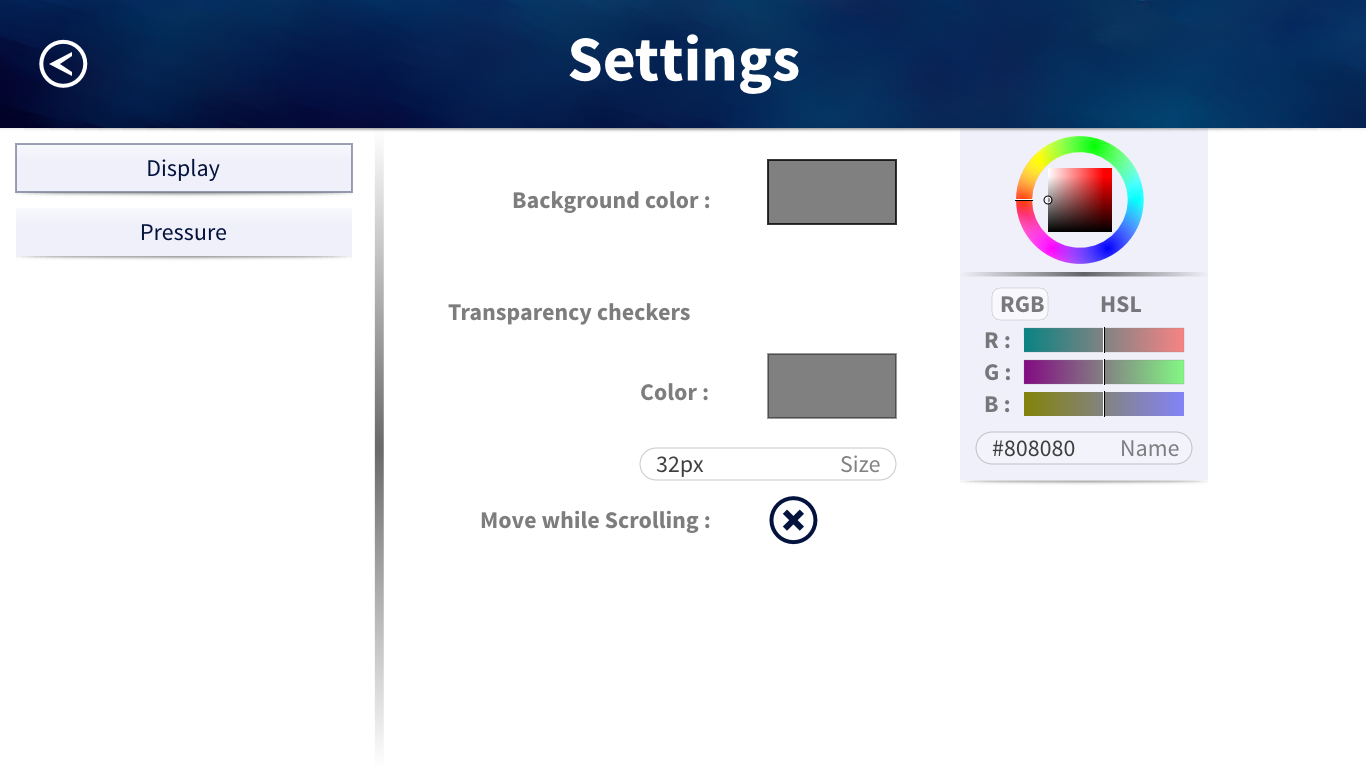 Settings
Display
Pressure
Background color :
Transparency checkers
Color :
32px Size
Move while Scrolling :
RGB HSL
R :
G :
B :
#808080 Name